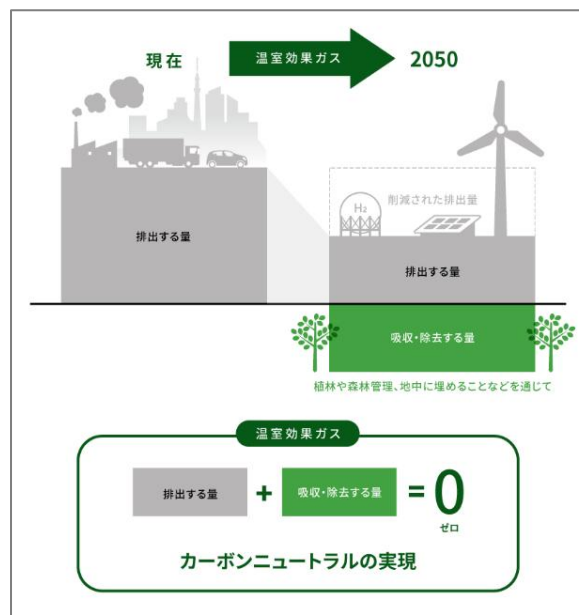 現在
温室効果ガス
2050
H₂
削減された排出量
排出する量
排出する量
吸収・除去する量
植林や森林管理、地中に埋めることなどを通じて
温室効果ガス
排出する量 + 吸収・除去する量 = 0
ゼロ
カーボンニュートラルの実現